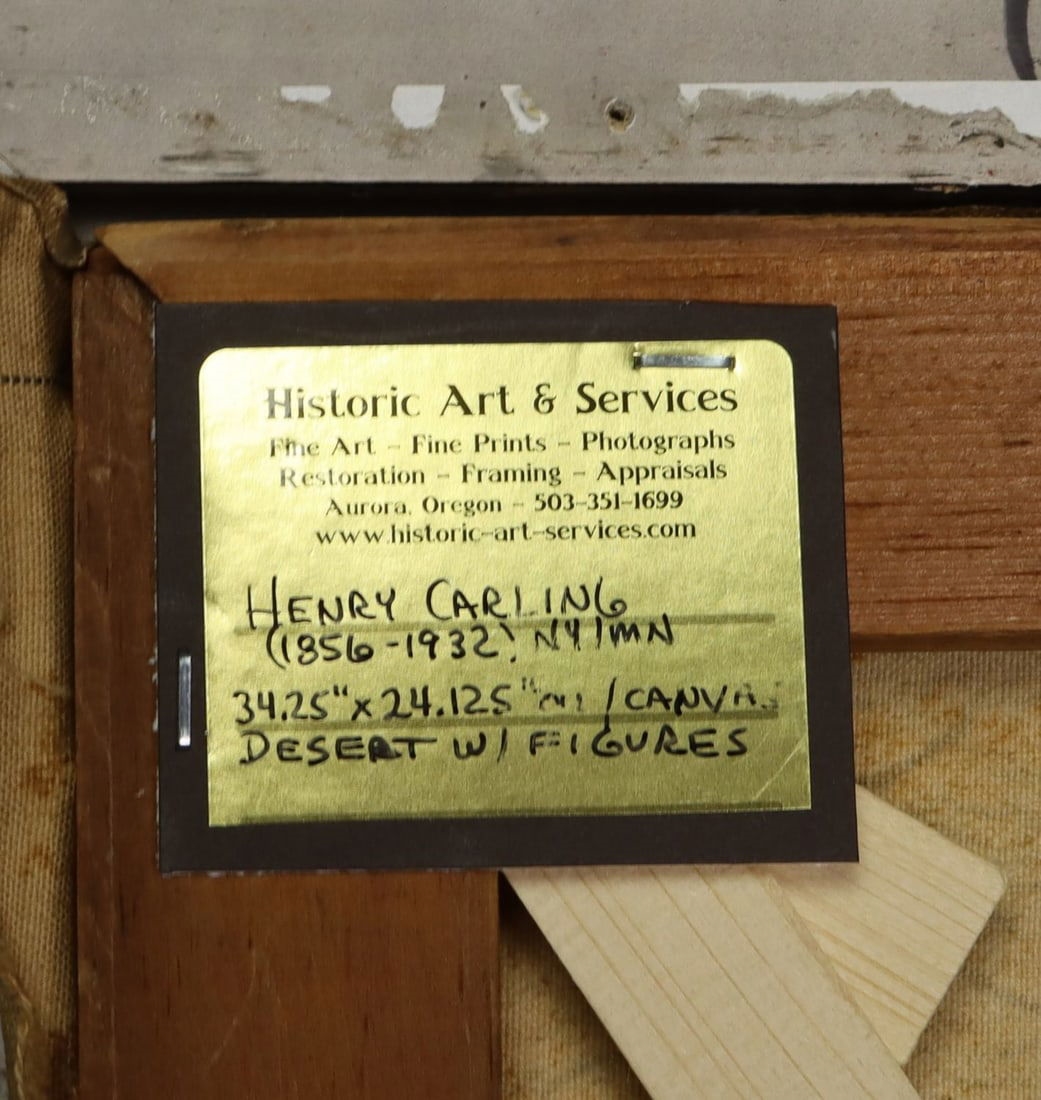 Historic Art & Services
Fine Art - Fine Prints - Photographs
Restoration - Framing - Appraisals
Aurora, Oregon - 503-351-1699
www.historic-art-services.com
HENRY CARLING
(1856-1932) NY/MN
34.25" x 24.125" /CANVAS
DESERT W/ FIGURES